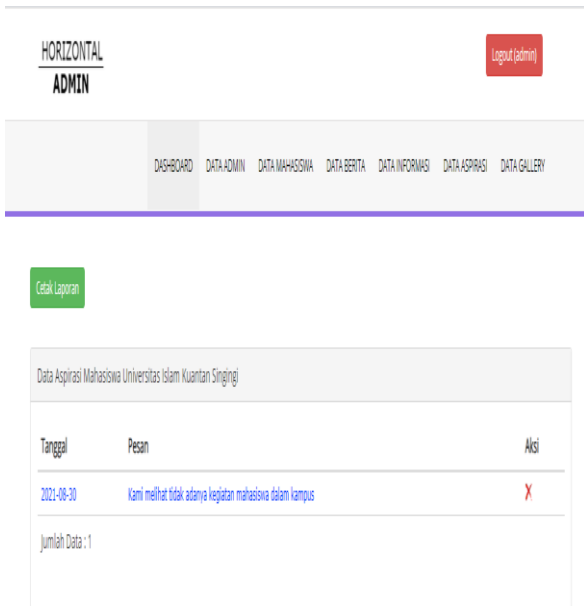 HORIZONTAL
ADMIN
Logout (admin)
DASHBOARD DATA ADMIN DATA MAHASISWA DATA BERITA DATA INFORMASI DATA ASPIRASI DATA GALLERY
Cetak Laporan
Data Aspirasi Mahasiswa Universitas Islam Kuantan Singingi
Tanggal Pesan Aksi
2021-08-30 Kami melihat tidak adanya kegiatan mahasiswa dalam kampus
Jumlah Data : 1